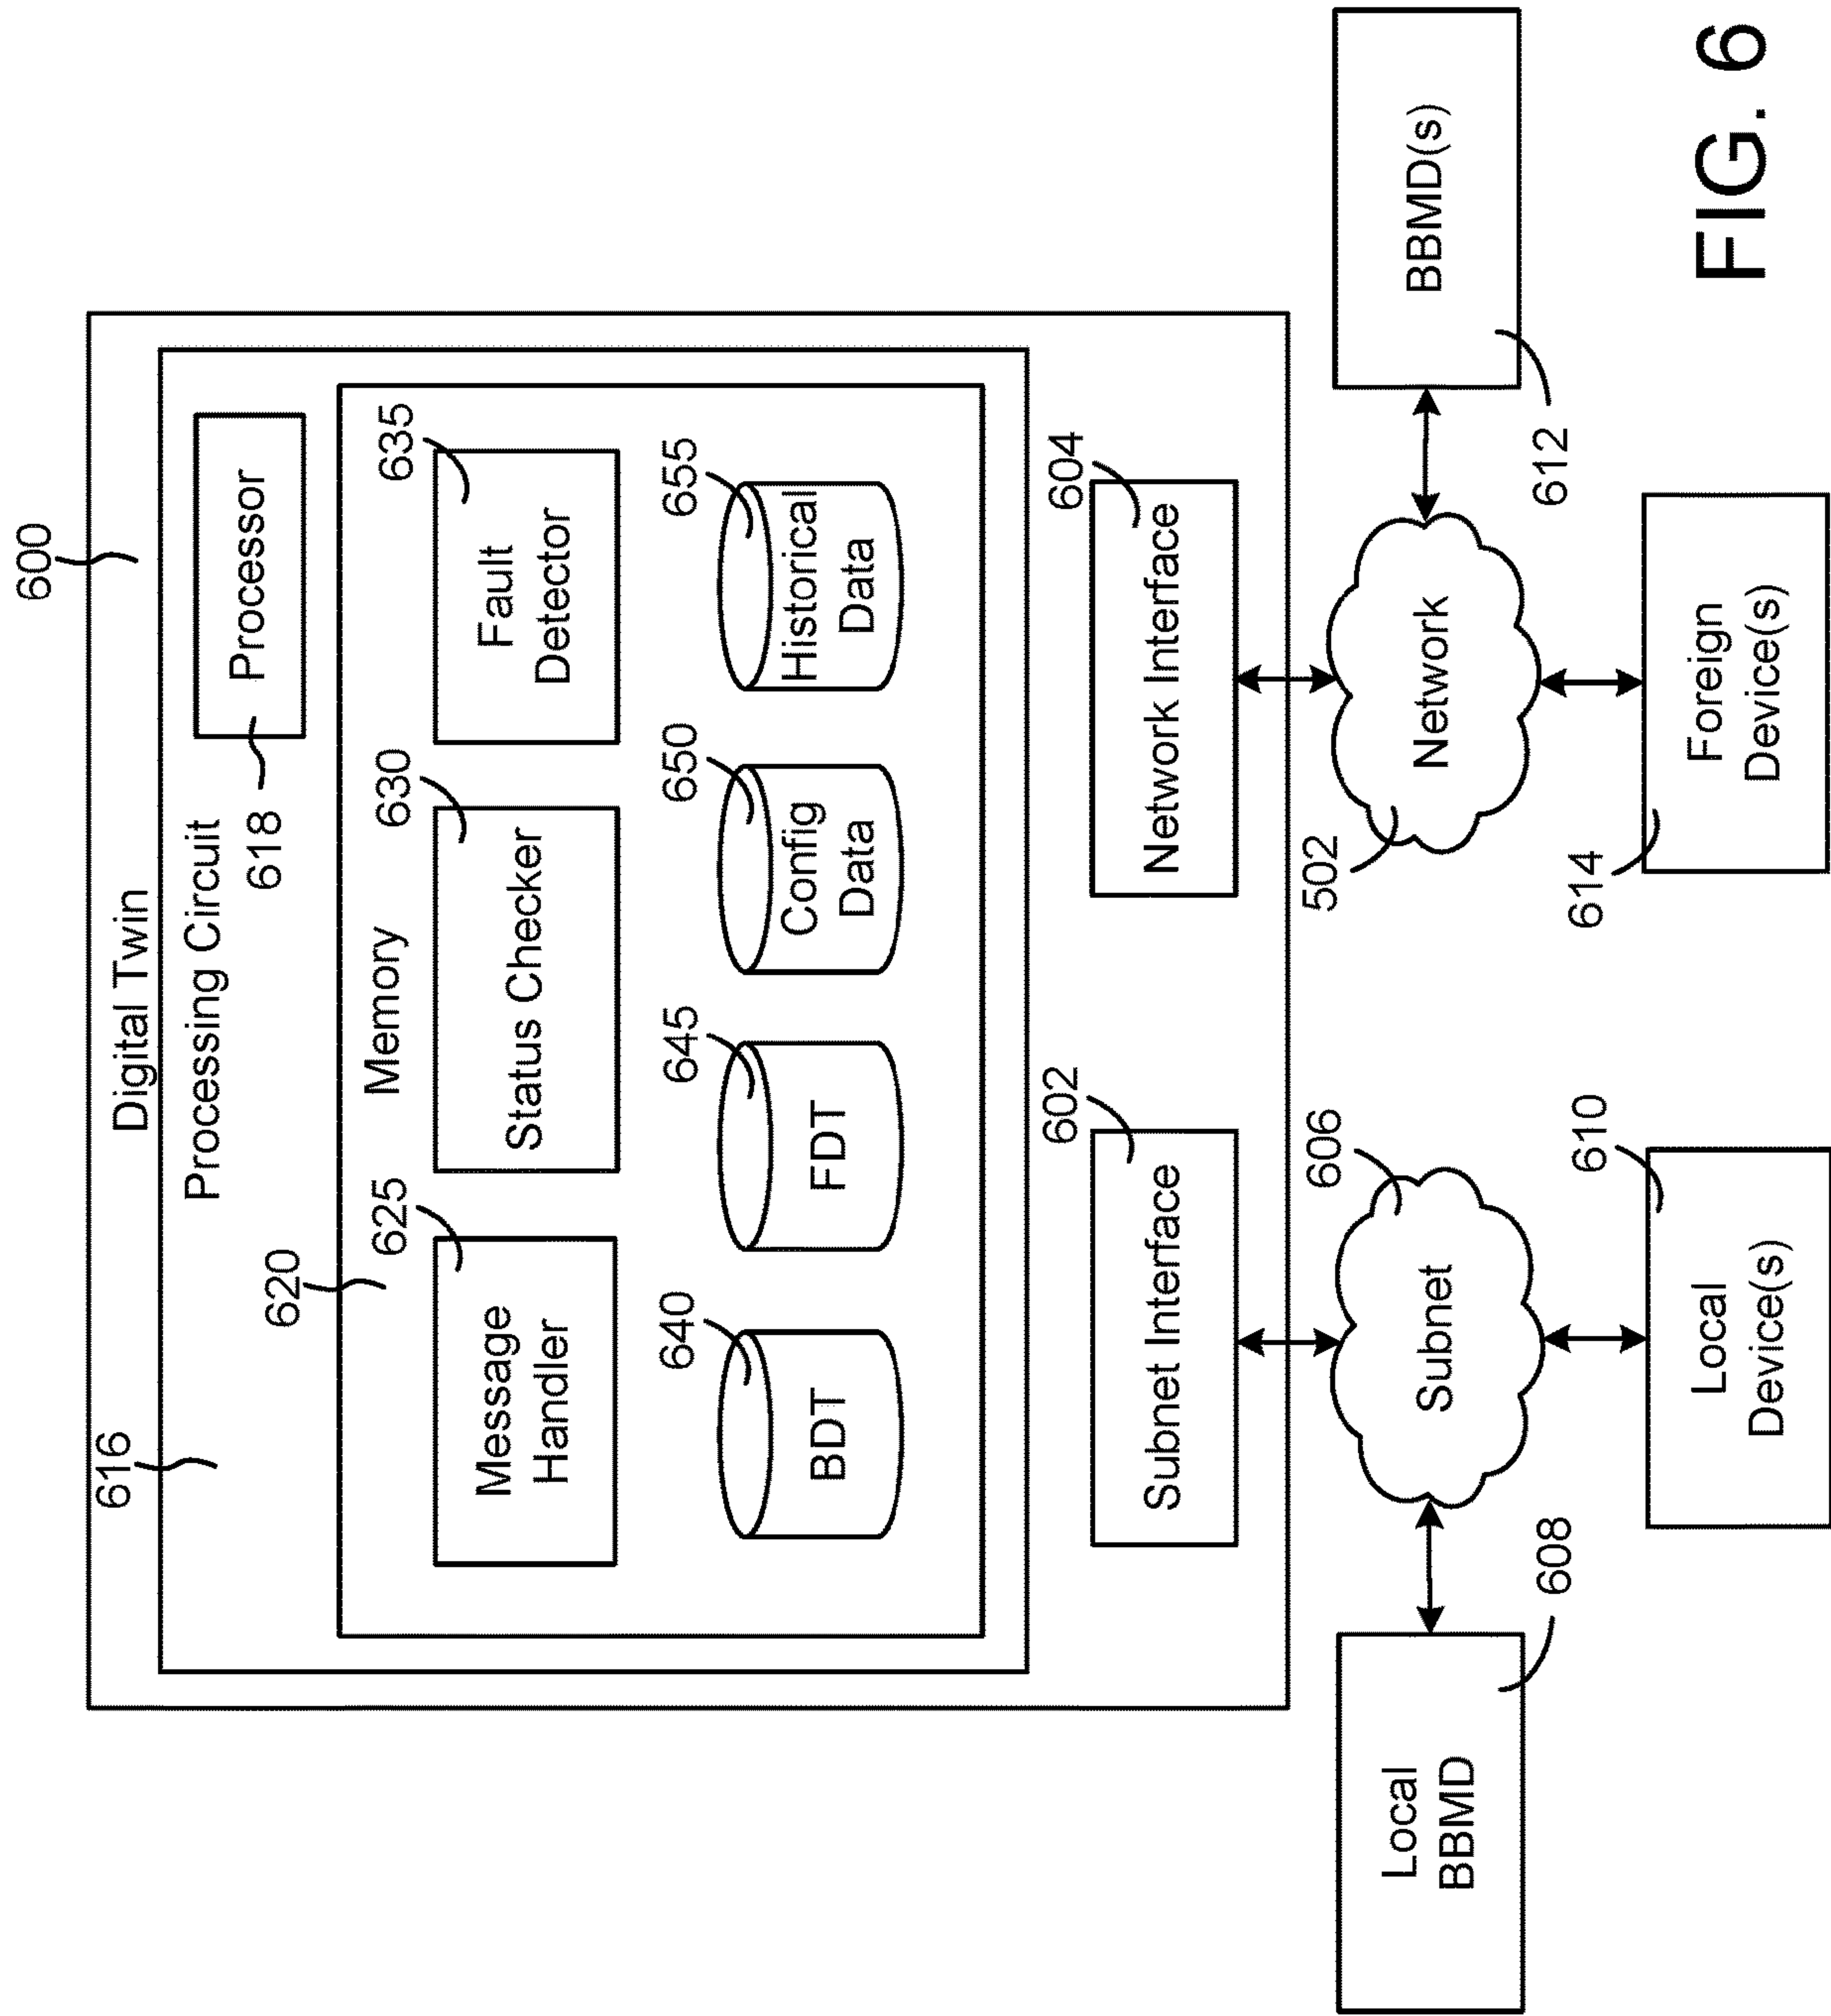 600
Digital Twin
616
Processing Circuit
618
Processor
620
Memory
625
Message
Handler
630
Status Checker
635
Fault
Detector
640
BDT
645
FDT
650
Config
Data
655
Historical
Data
602
Subnet Interface
604
Network Interface
606
Subnet
502
Network
Local
BBMD
608
Local
Device(s)
610
Foreign
Device(s)
614
BBMD(s)
612
FIG. 6